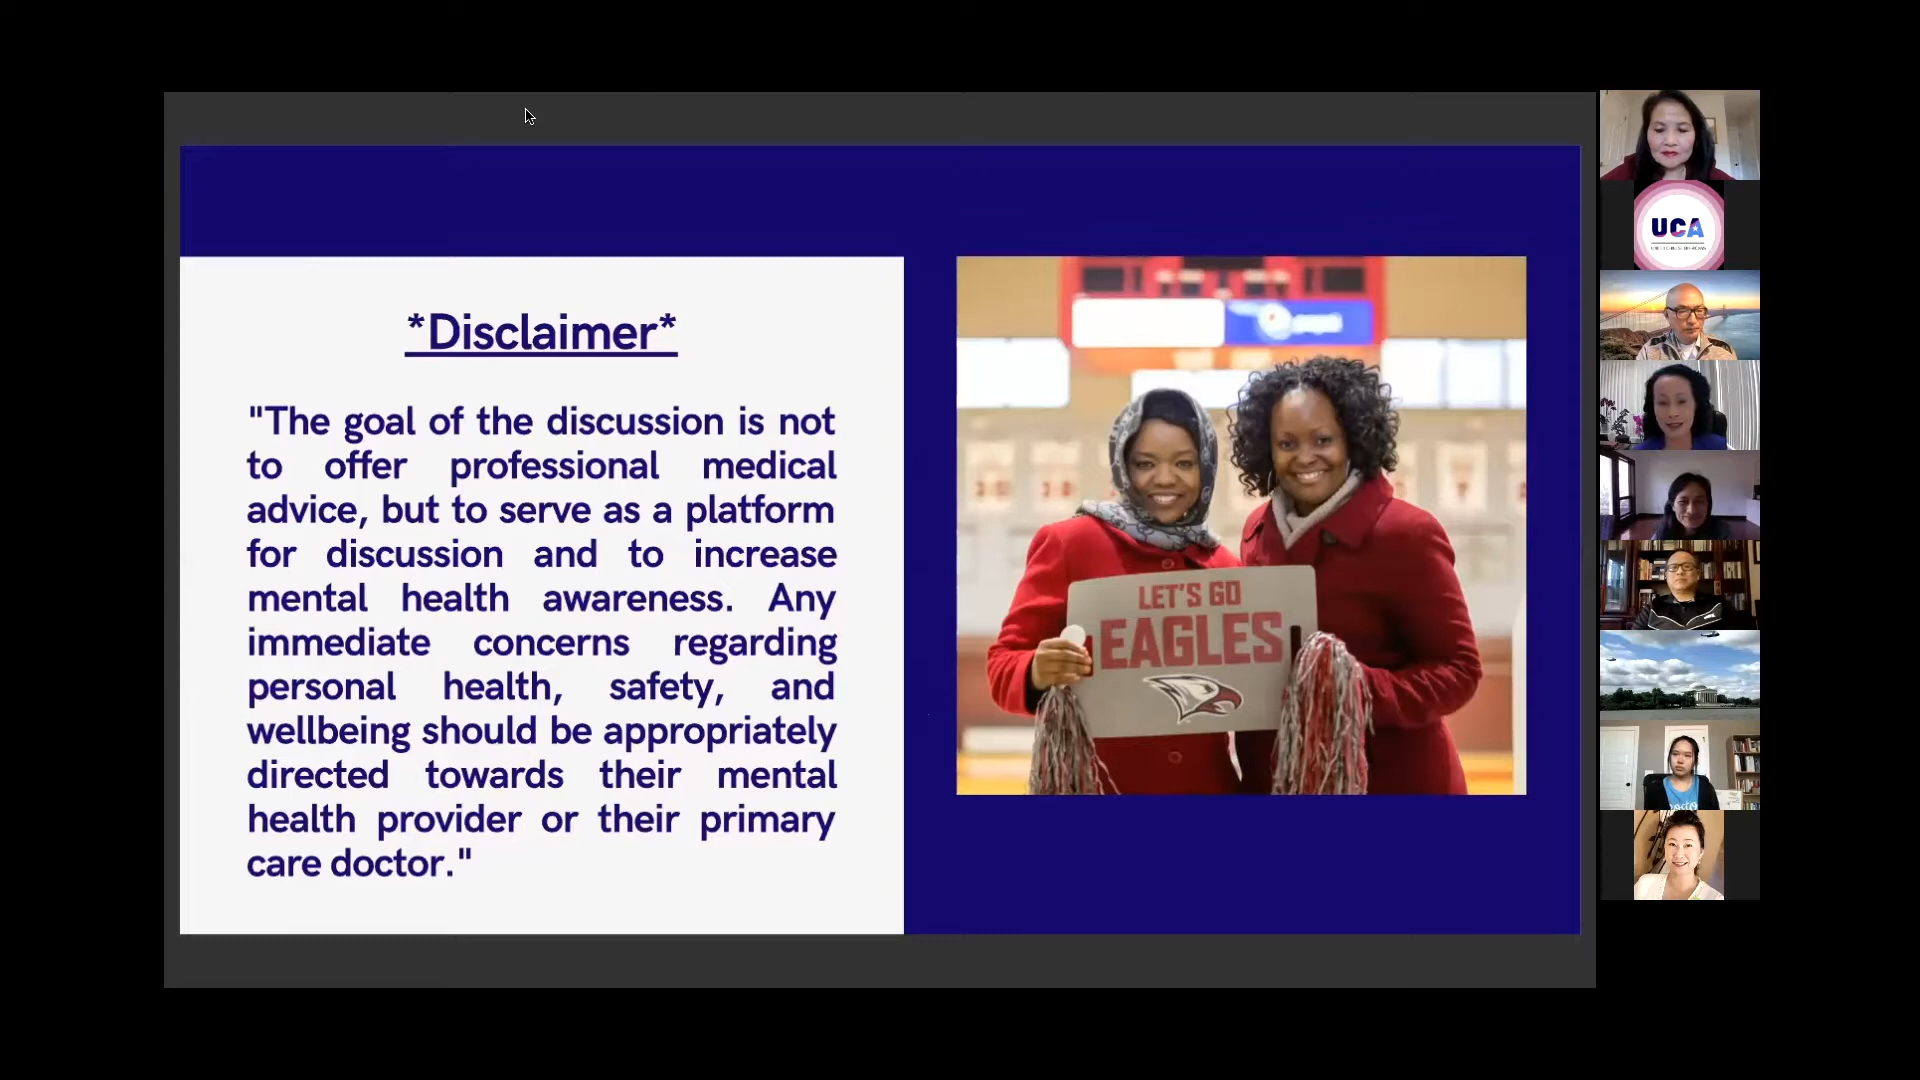 *Disclaimer*
"The goal of the discussion is not
to offer professional medical
advice, but to serve as a platform
for discussion and to increase
mental health awareness. Any
immediate concerns regarding
personal health, safety, and
wellbeing should be appropriately
directed towards their mental
health provider or their primary
care doctor."
LET'S GO
EAGLES
UCA